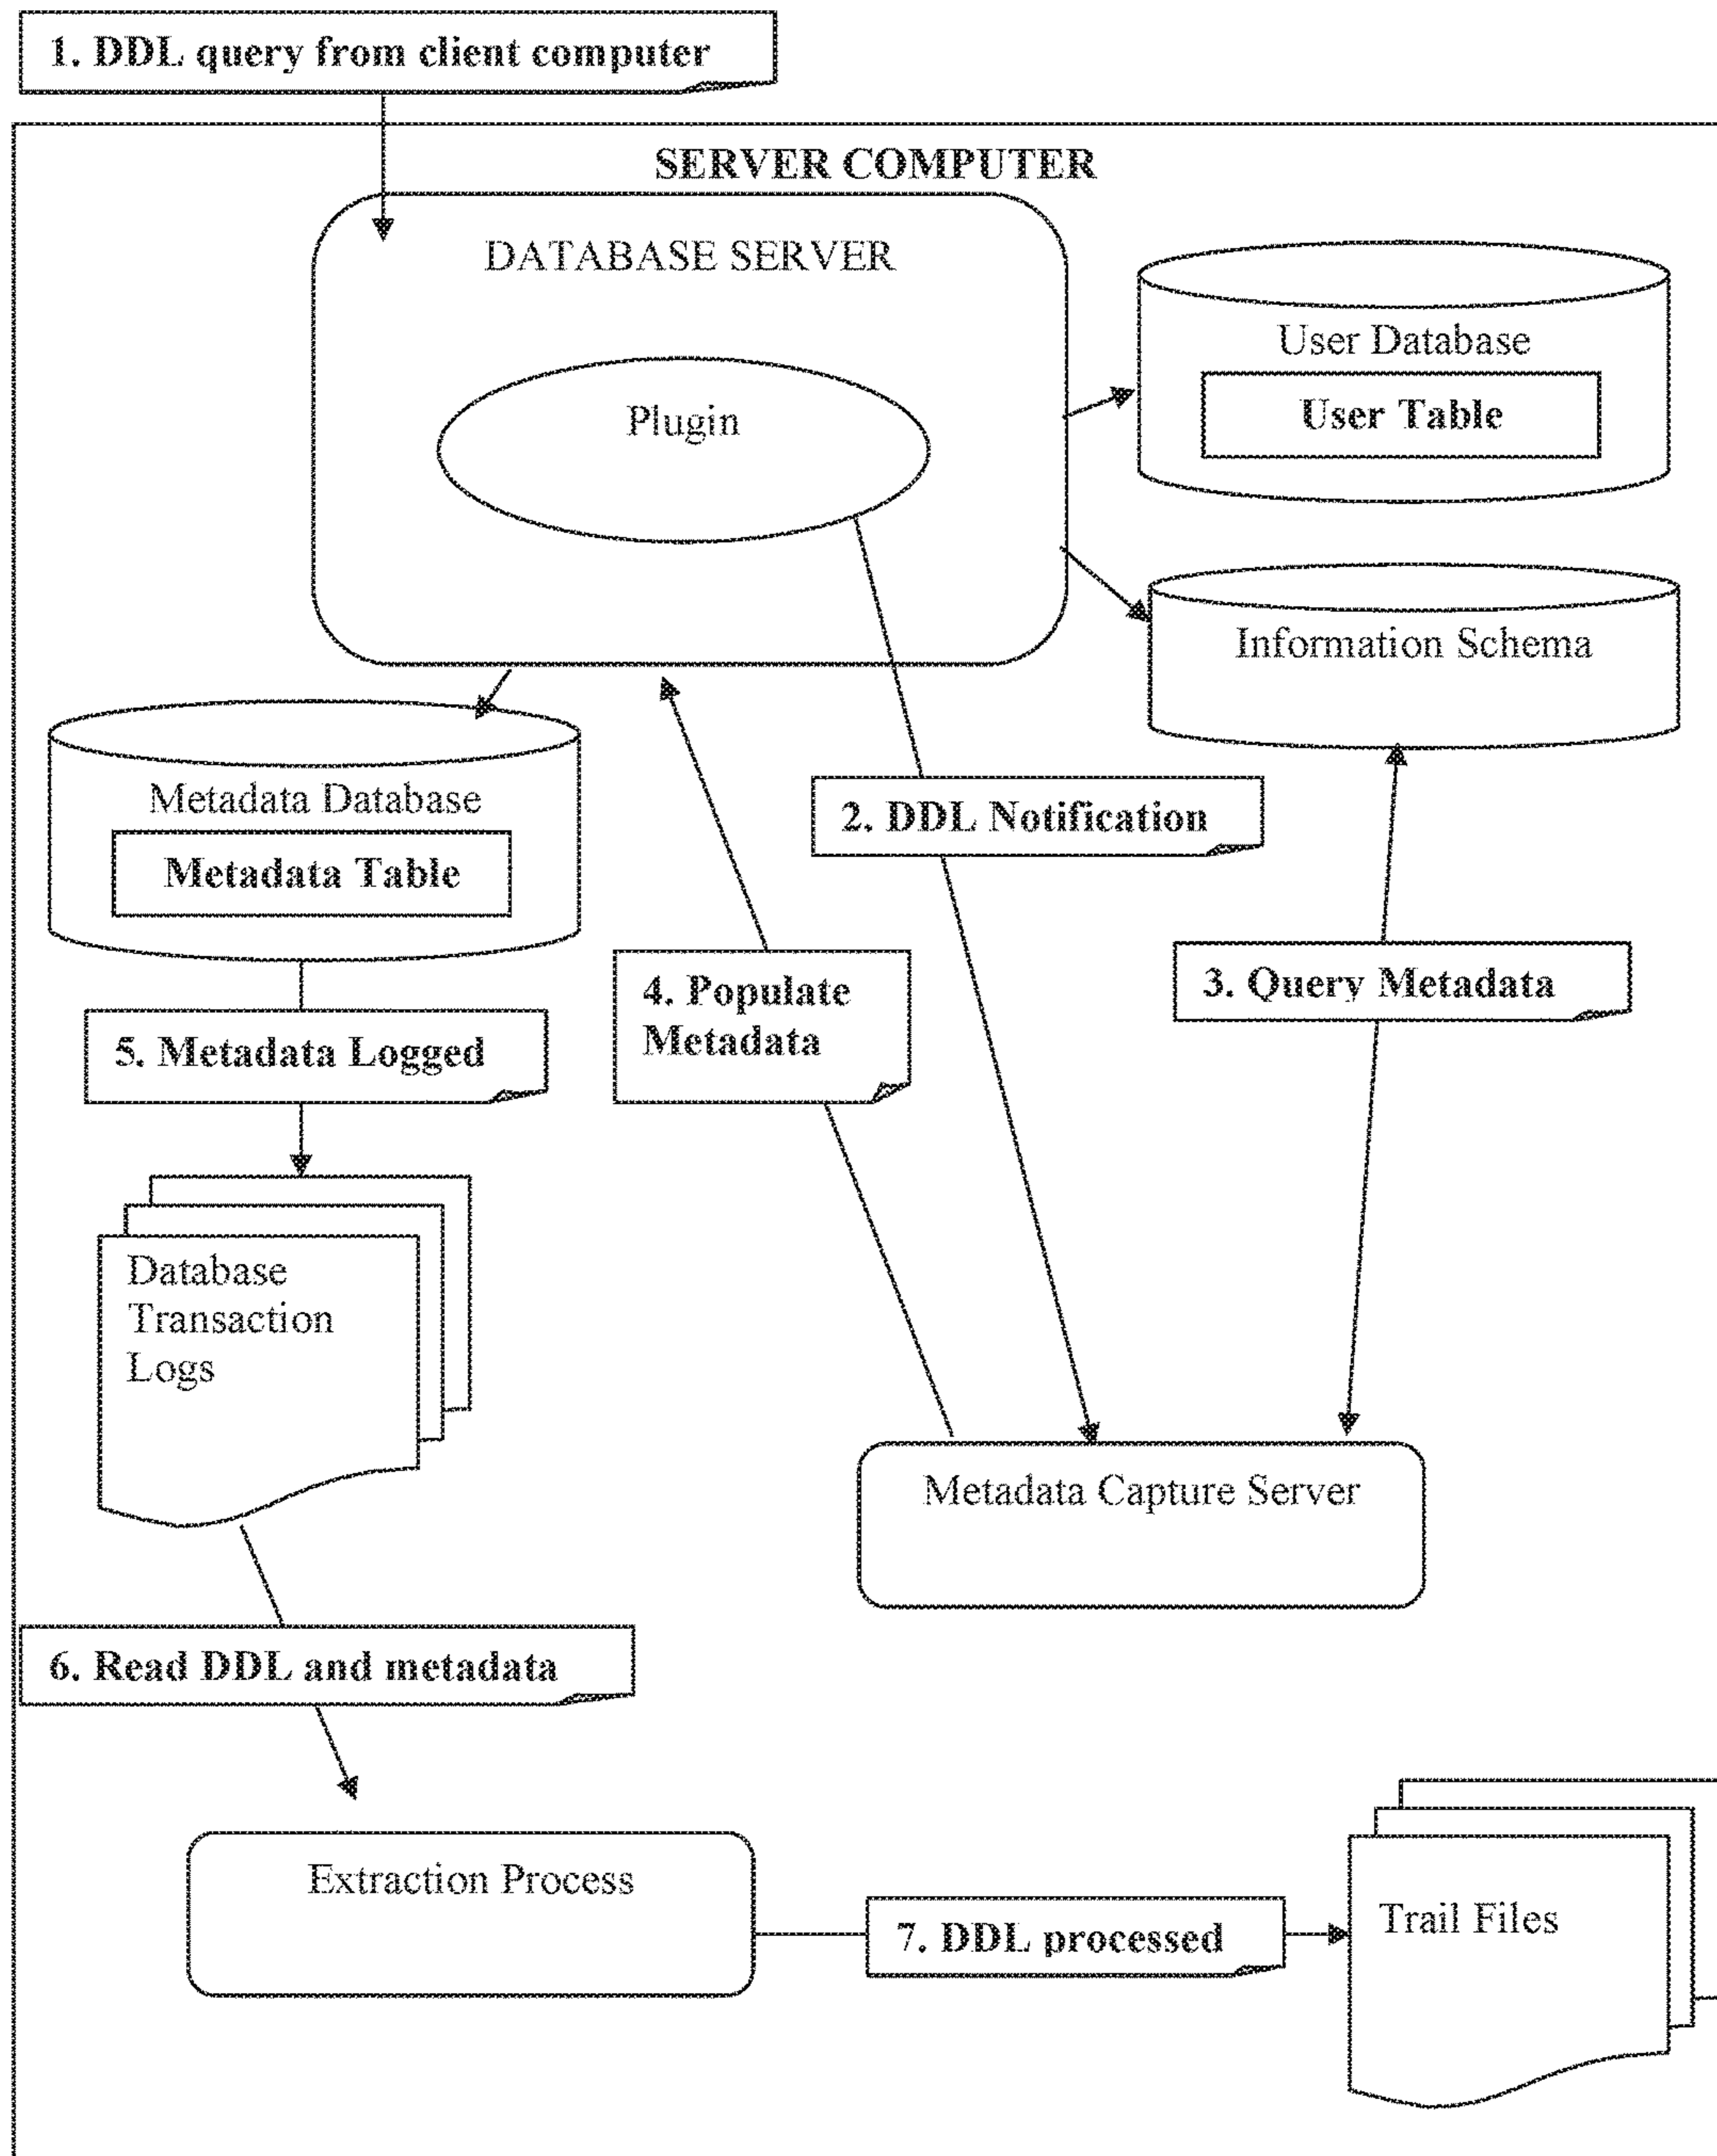 1. DDL query from client computer
SERVER COMPUTER
DATABASE SERVER
Plugin
User Database
User Table
Information Schema
Metadata Database
Metadata Table
2. DDL Notification
3. Query Metadata
4. Populate
Metadata
5. Metadata Logged
Database
Transaction
Logs
Metadata Capture Server
6. Read DDL and metadata
Extraction Process
7. DDL processed
Trail Files